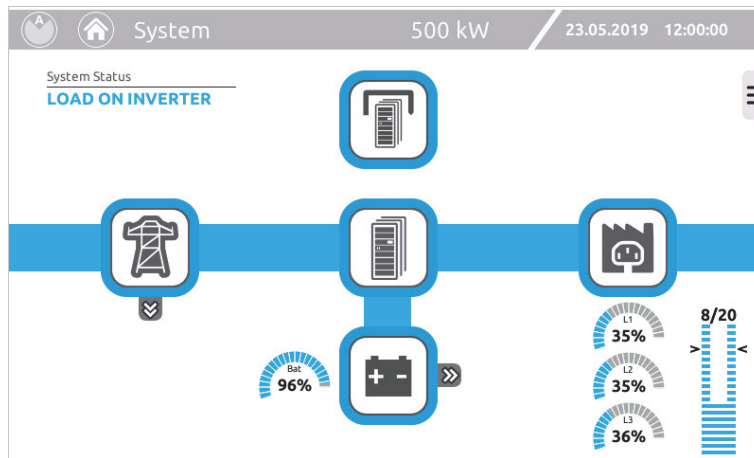 A System 500 kW 23.05.2019 12:00:00
System Status
LOAD ON INVERTER
8/20
L1
35%
L2
35%
Bat
96%
L3
36%